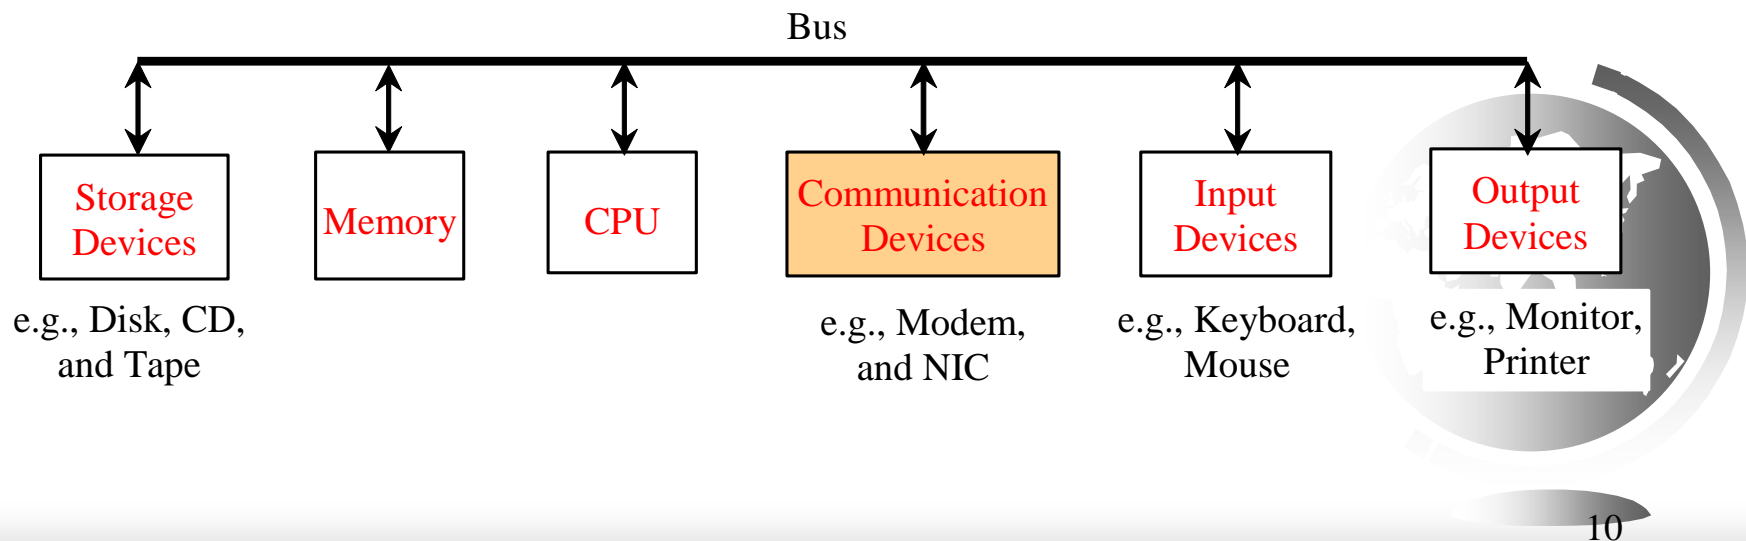 Bus
Storage
Devices
Memory
CPU
Communication
Devices
Input
Devices
Output
Devices
e.g., Disk, CD,
and Tape
e.g., Modem,
and NIC
e.g., Keyboard,
Mouse
e.g., Monitor,
Printer
10